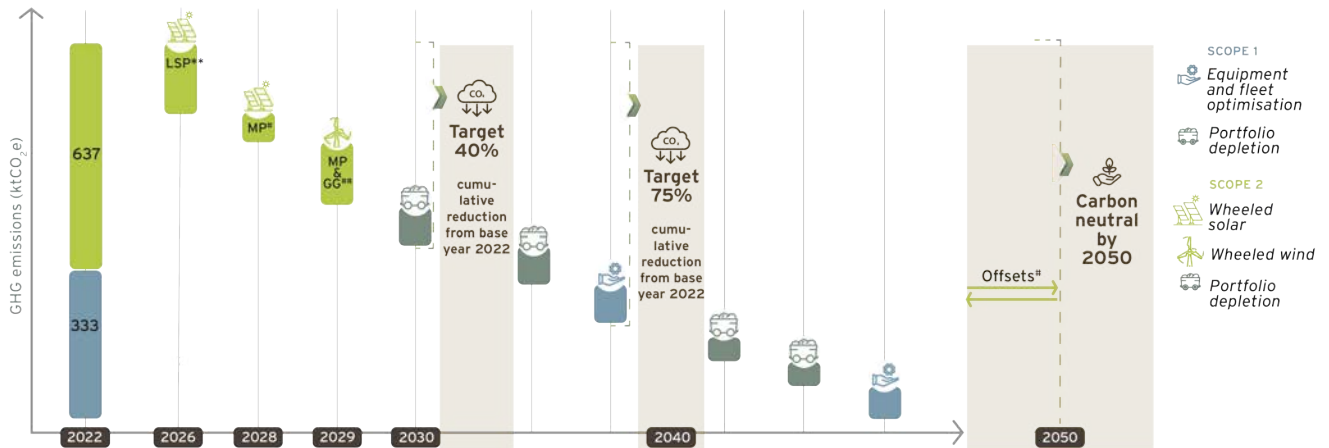 GHG emissions (ktCO₂e)
637
333
LSP**
MP#
MP
&
GG##
CO₂
Target
40%
cumu-
lative
reduction
from base
year 2022
CO₂
Target
75%
cumu-
lative
reduction
from base
year 2022
Offsets#
Carbon
neutral
by
2050
2022
2026
2028
2029
2030
2040
2050
SCOPE 1
Equipment
and fleet
optimisation
Portfolio
depletion
SCOPE 2
Wheeled
solar
Wheeled wind
Portfolio
depletion